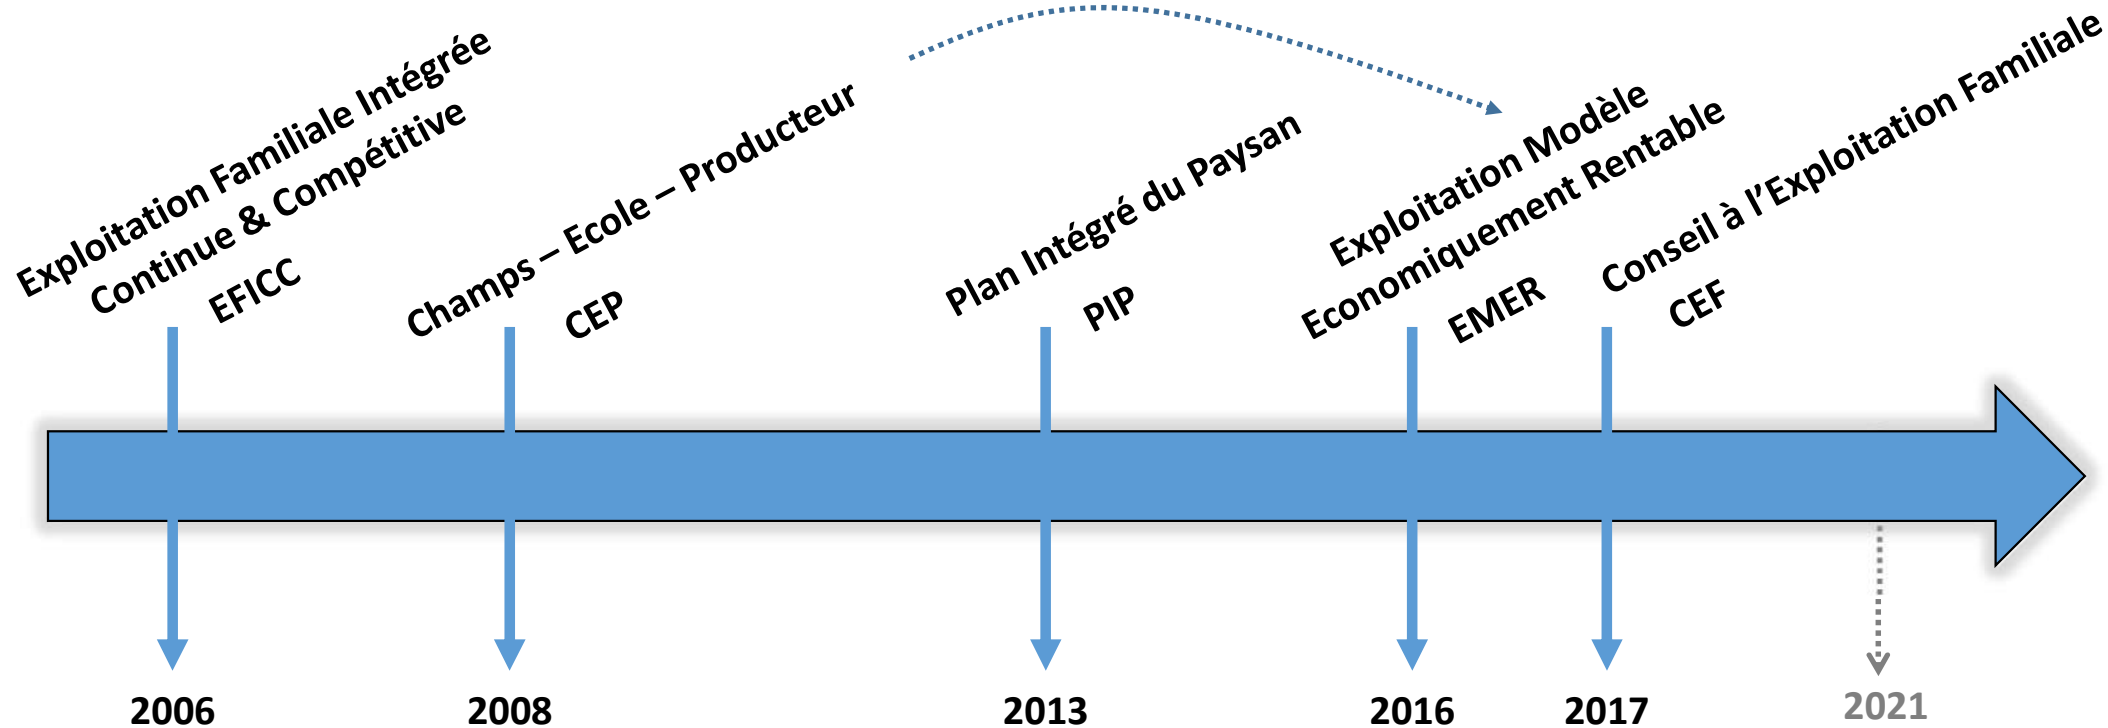 Exploitation Familiale Intégrée
Continue & Compétitive
EFICC
Champs – Ecole – Producteur
CEP
Plan Intégré du Paysan
PIP
Exploitation Modèle
Economiquement Rentable
EMER
Conseil à l’Exploitation Familiale
CEF
2006
2008
2013
2016
2017
2021